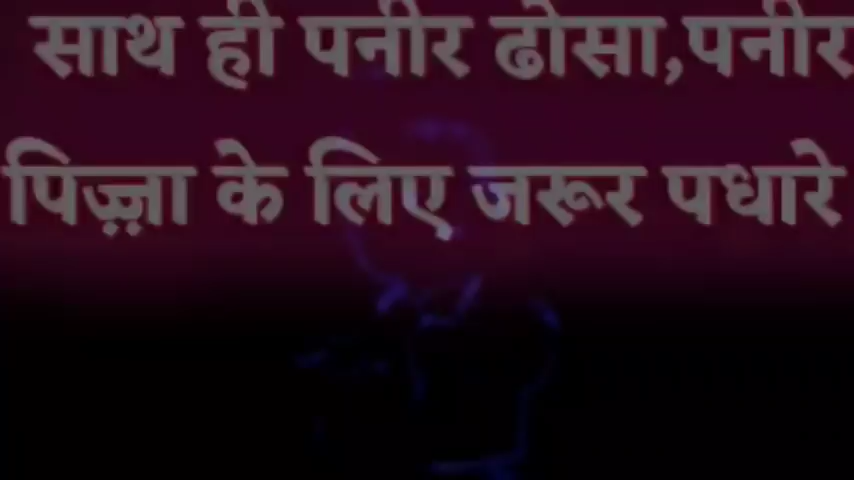 साथ ही पनीर ढोसा,पनीर
पिज़्ज़ा के लिए जरूर पधारे